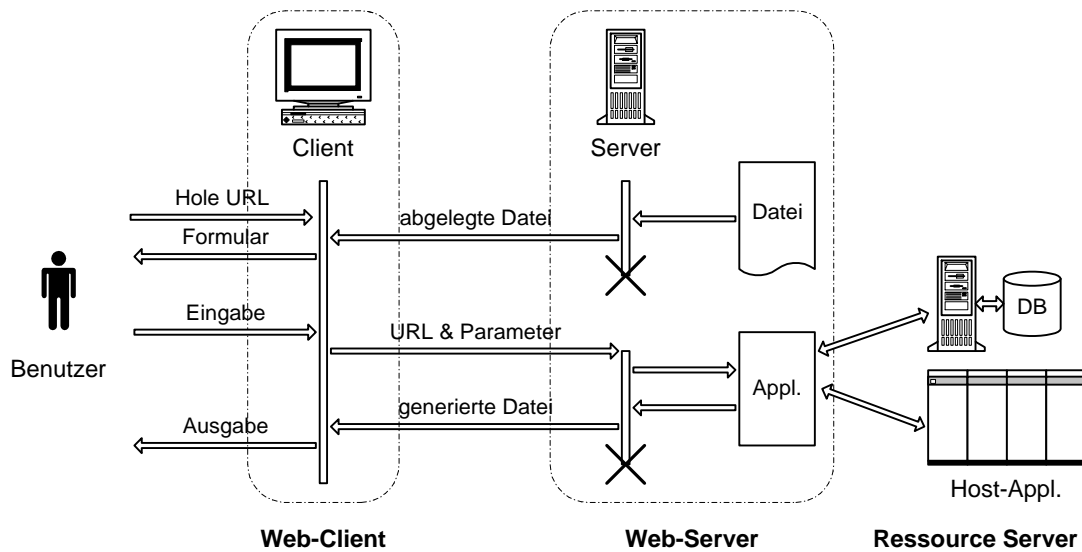 Client
Server
Hole URL
abgelegte Datei
Datei
Formular
Eingabe
URL & Parameter
DB
Benutzer
Appl.
generierte Datei
Ausgabe
Host-Appl.
Web-Client
Web-Server
Ressource Server